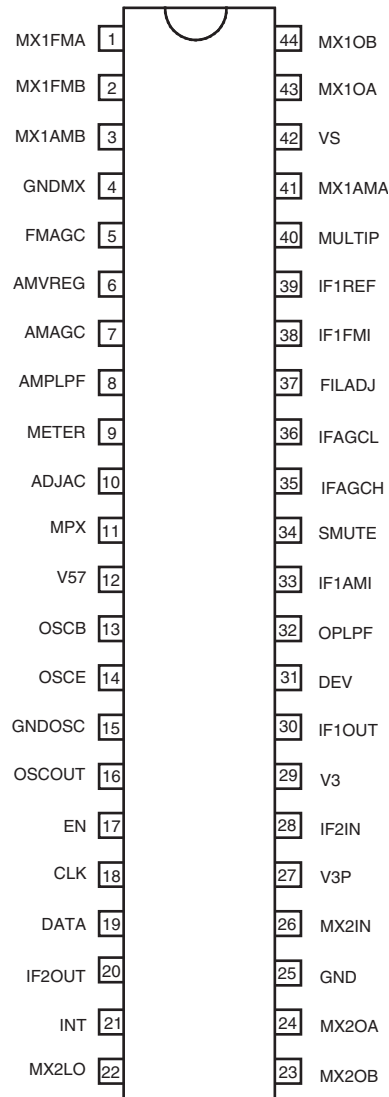 MX1FMA 1 44 MX1OB
MX1FMB 2 43 MX1OA
MX1AMB 3 42 VS
GNDMX 4 41 MX1AMA
FMAGC 5 40 MULTIP
AMVREG 6 39 IF1REF
AMAGC 7 38 IF1FMI
AMPLPF 8 37 FILADJ
METER 9 36 IFAGCL
ADJAC 10 35 IFAGCH
MPX 11 34 SMUTE
V57 12 33 IF1AMI
OSCB 13 32 OPLPF
OSCE 14 31 DEV
GNDOSC 15 30 IF1OUT
OSCOUT 16 29 V3
EN 17 28 IF2IN
CLK 18 27 V3P
DATA 19 26 MX2IN
IF2OUT 20 25 GND
INT 21 24 MX2OA
MX2LO 22 23 MX2OB